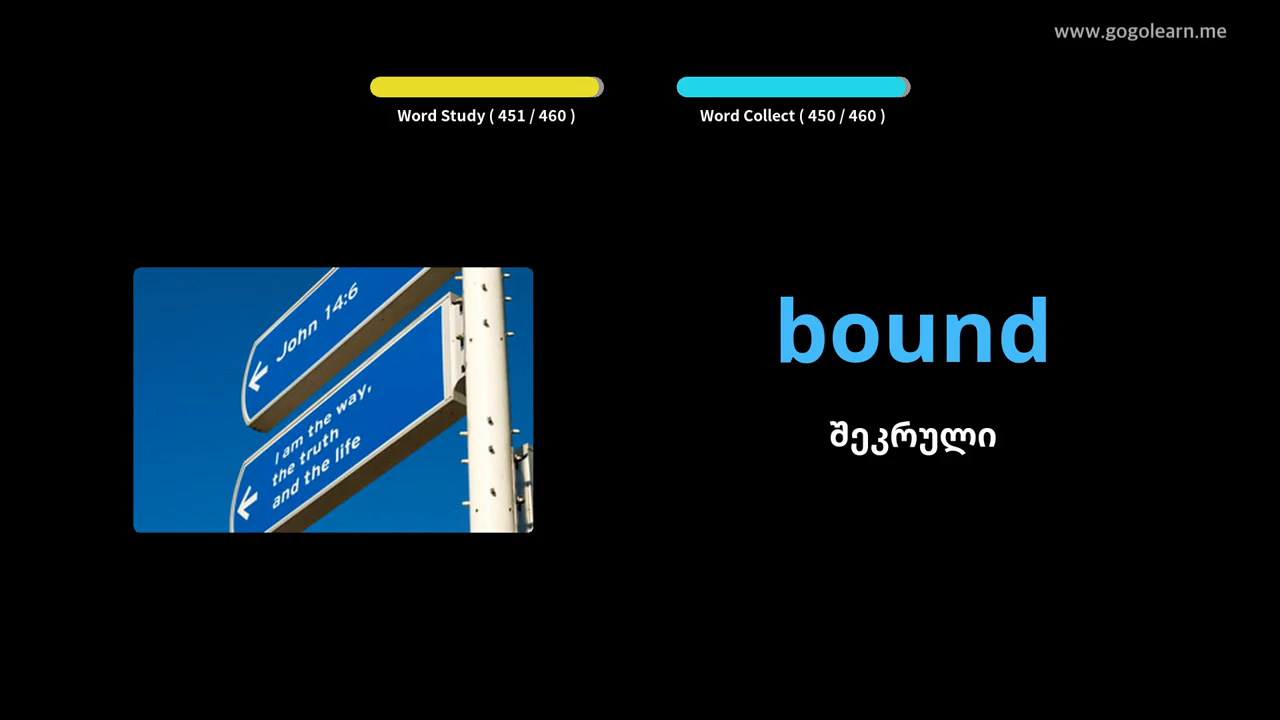 www.gogolearn.me
Word Study ( 451 / 460 )
Word Collect ( 450 / 460 )
John 14:6
I am the way,
the truth
and the life
bound
შეკრული